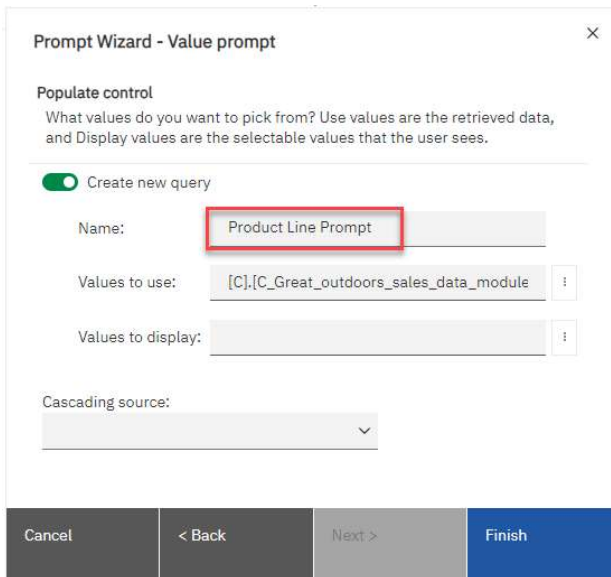 Prompt Wizard - Value prompt
Populate control
What values do you want to pick from? Use values are the retrieved data,
and Display values are the selectable values that the user sees.
Create new query
Name: Product Line Prompt
Values to use: [C].[C_Great_outdoors_sales_data_module
Values to display:
Cascading source:
Cancel < Back Next > Finish